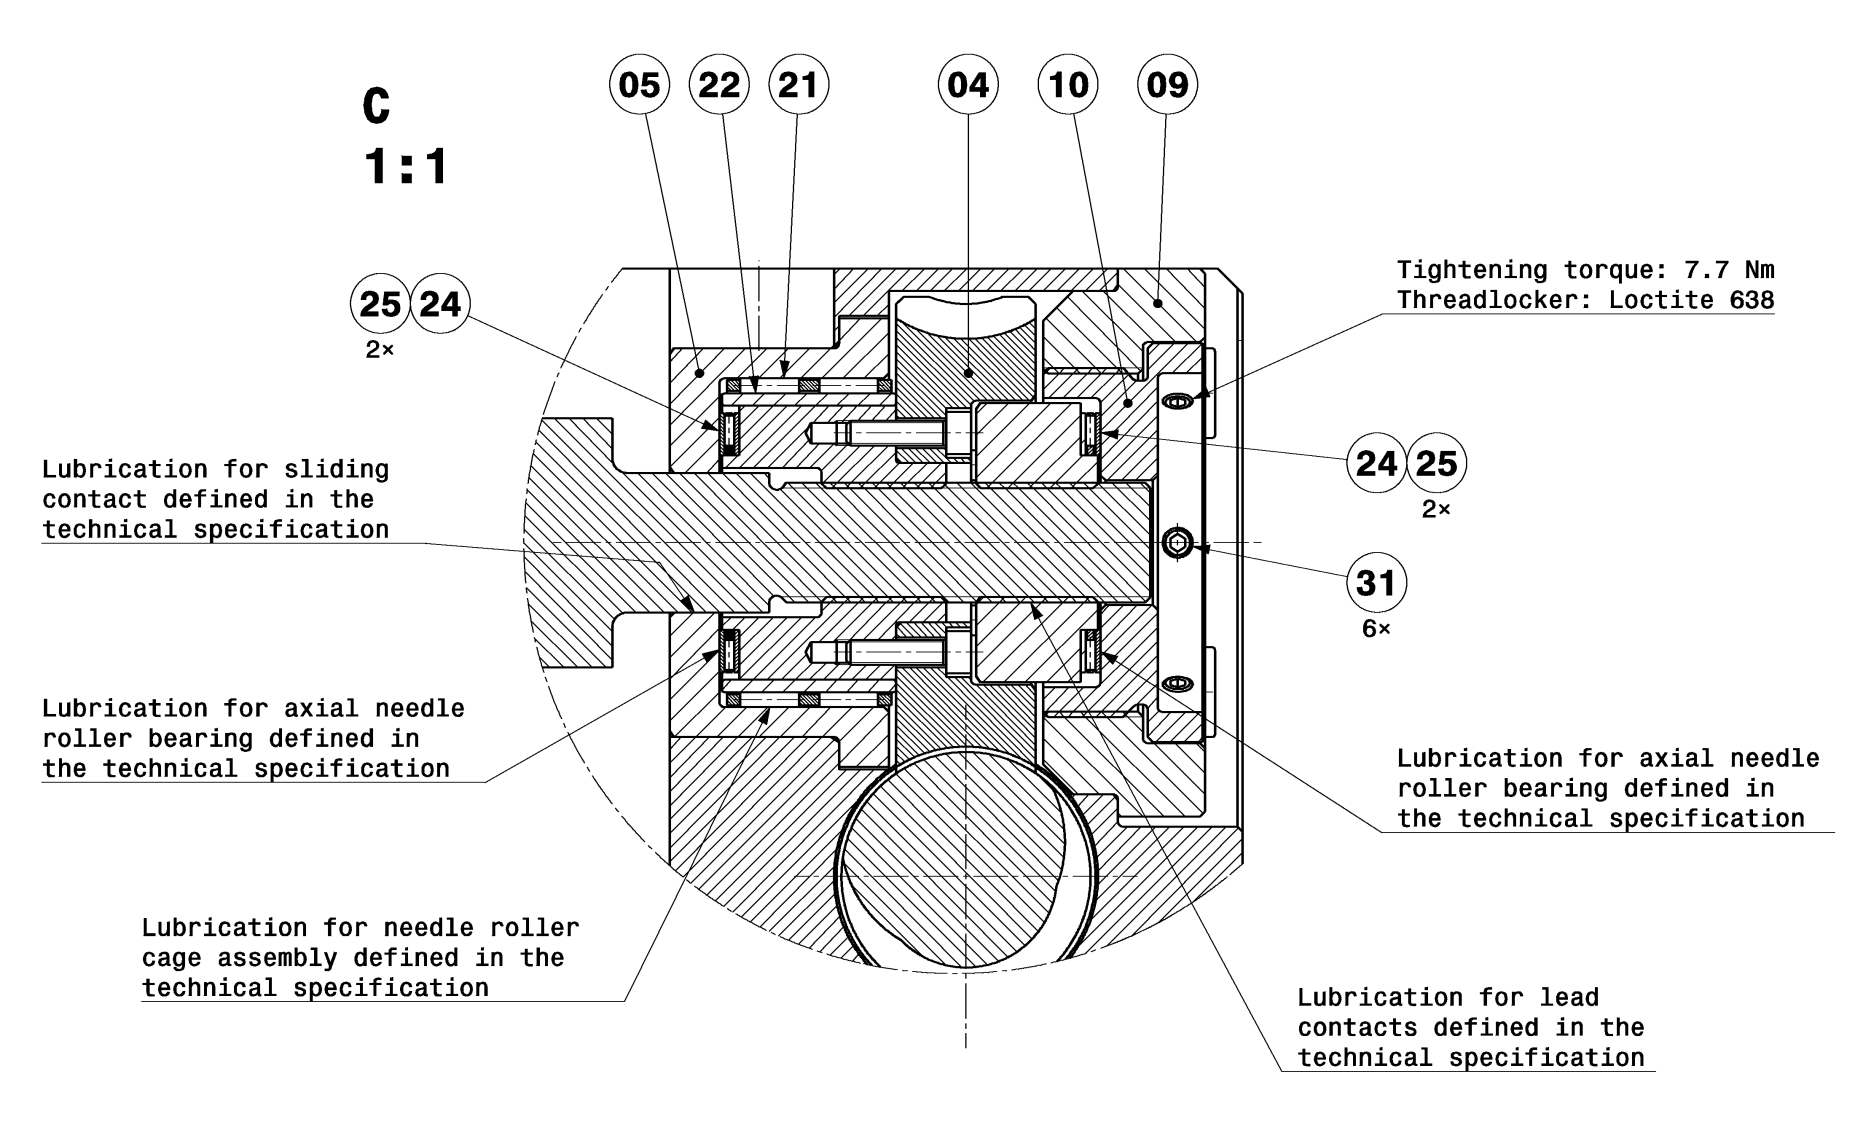 C
1:1
05 22 21 04 10 09
25 24
2×
Tightening torque: 7.7 Nm
Threadlocker: Loctite 638
24 25
2×
Lubrication for sliding
contact defined in the
technical specification
31
6×
Lubrication for axial needle
roller bearing defined in
the technical specification
Lubrication for axial needle
roller bearing defined in
the technical specification
Lubrication for needle roller
cage assembly defined in the
technical specification
Lubrication for lead
contacts defined in the
technical specification